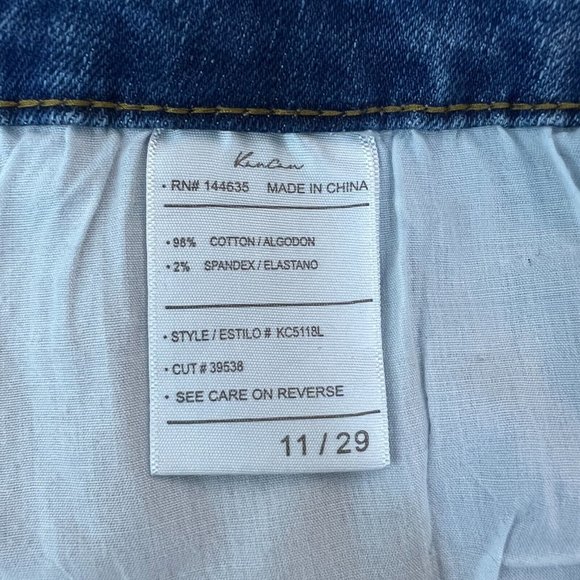 KanCan
• RN# 144635 MADE IN CHINA
• 98% COTTON / ALGODON
• 2% SPANDEX / ELASTANO
• STYLE / ESTILO # KC5118L
• CUT # 39538
• SEE CARE ON REVERSE
11 / 29